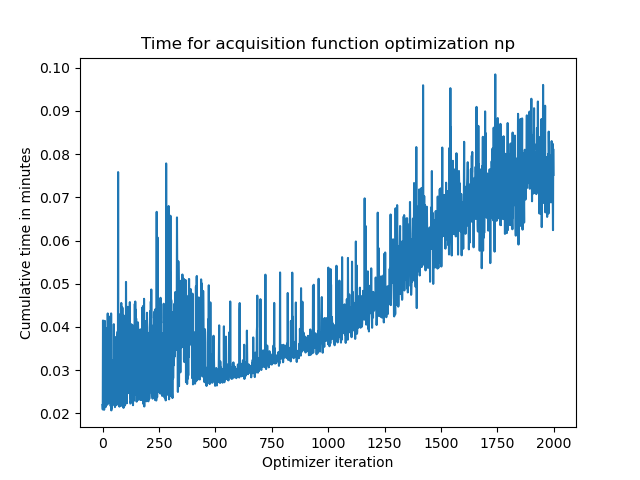 Time for acquisition function optimization np
Cumulative time in minutes
0.10
0.09
0.08
0.07
0.06
0.05
0.04
0.03
0.02
0 250 500 750 1000 1250 1500 1750 2000
Optimizer iteration